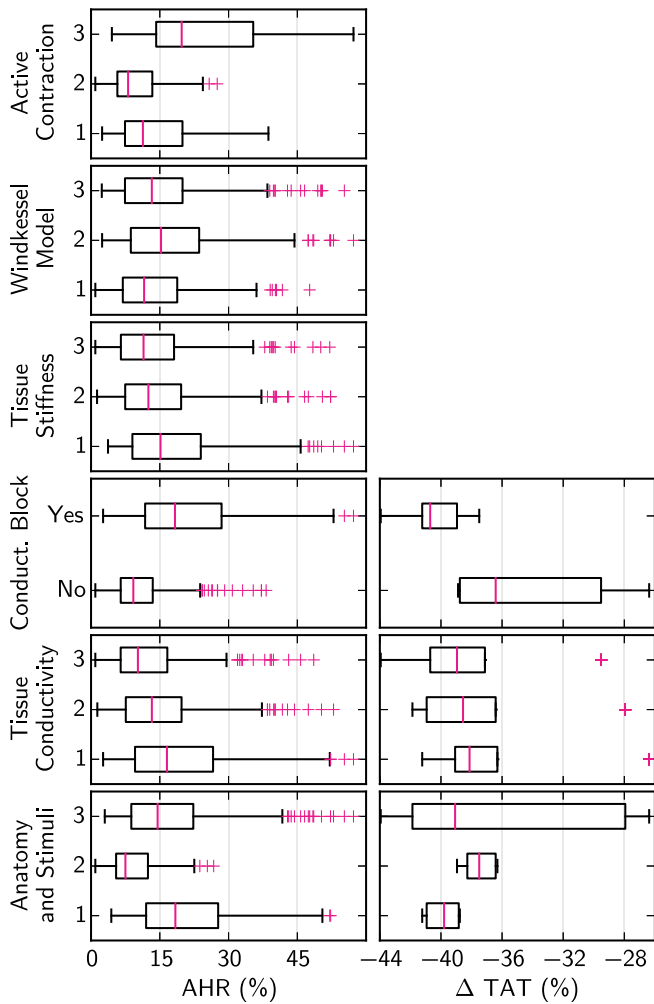 Active
Contraction
3
2
1
Windkessel
Model
3
2
1
Tissue
Stiffness
3
2
1
Conduct. Block
Yes
No
Tissue
Conductivity
3
2
1
Anatomy
and Stimuli
3
2
1
0 15 30 45
−44 −40 −36 −32 −28
AHR (%)
Δ TAT (%)